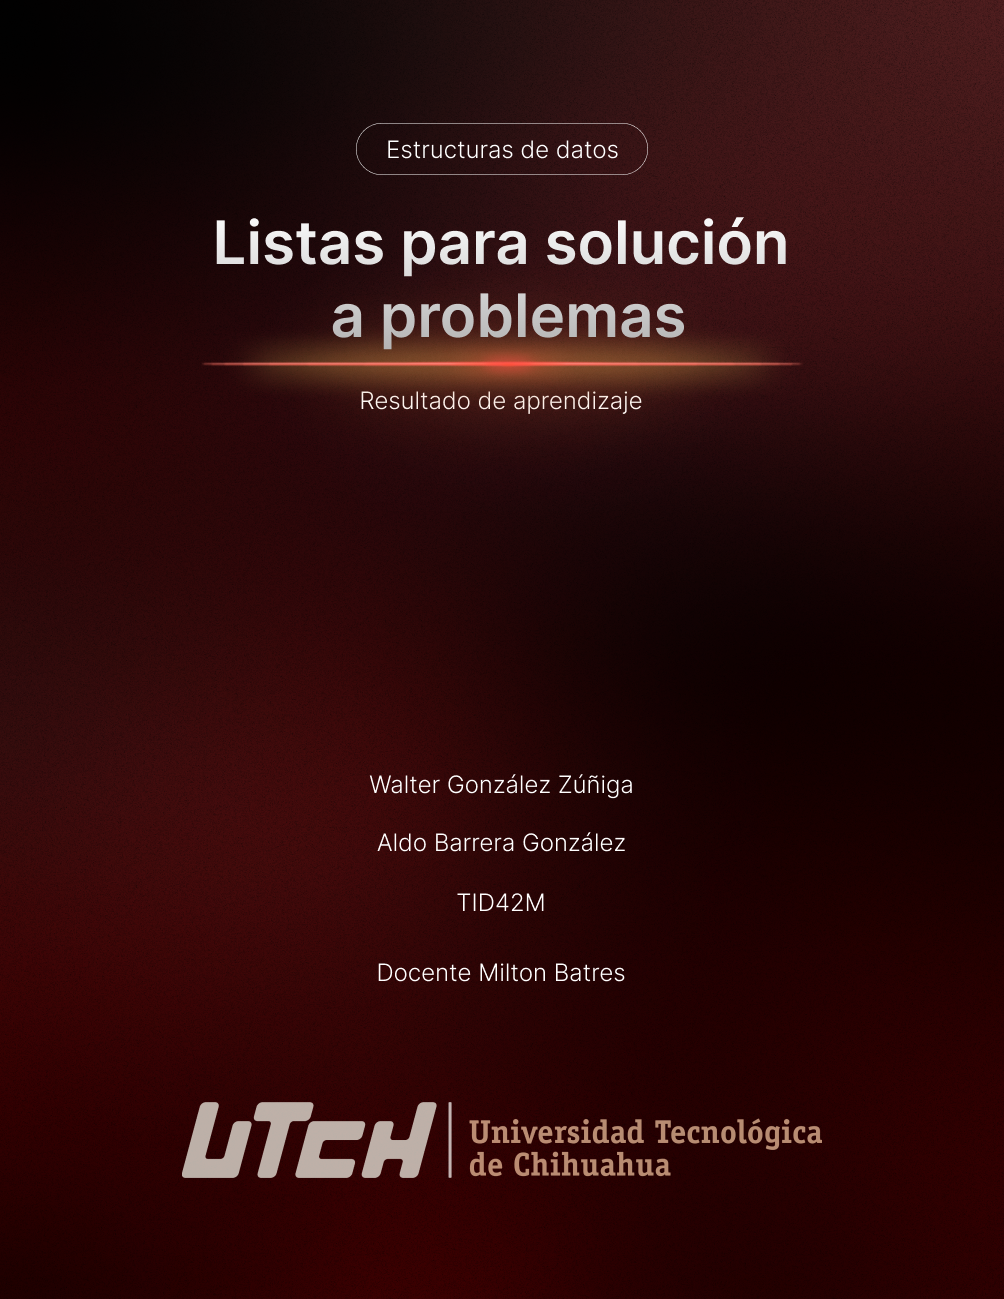 Estructuras de datos
Listas para solución
a problemas
Resultado de aprendizaje
Walter González Zúñiga
Aldo Barrera González
TID42M
Docente Milton Batres
UTCH
Universidad Tecnológica
de Chihuahua